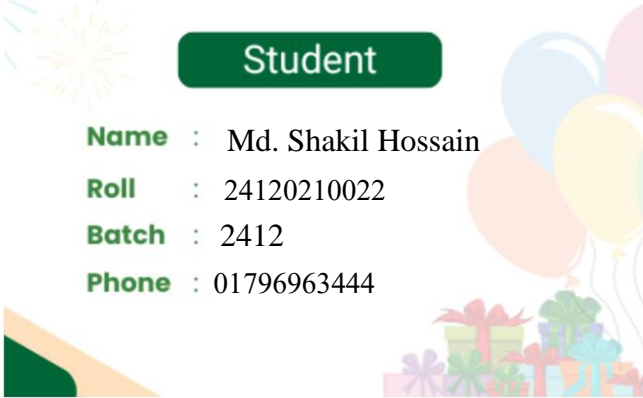 Student
Name : Md. Shakil Hossain
Roll : 24120210022
Batch : 2412
Phone : 01796963444